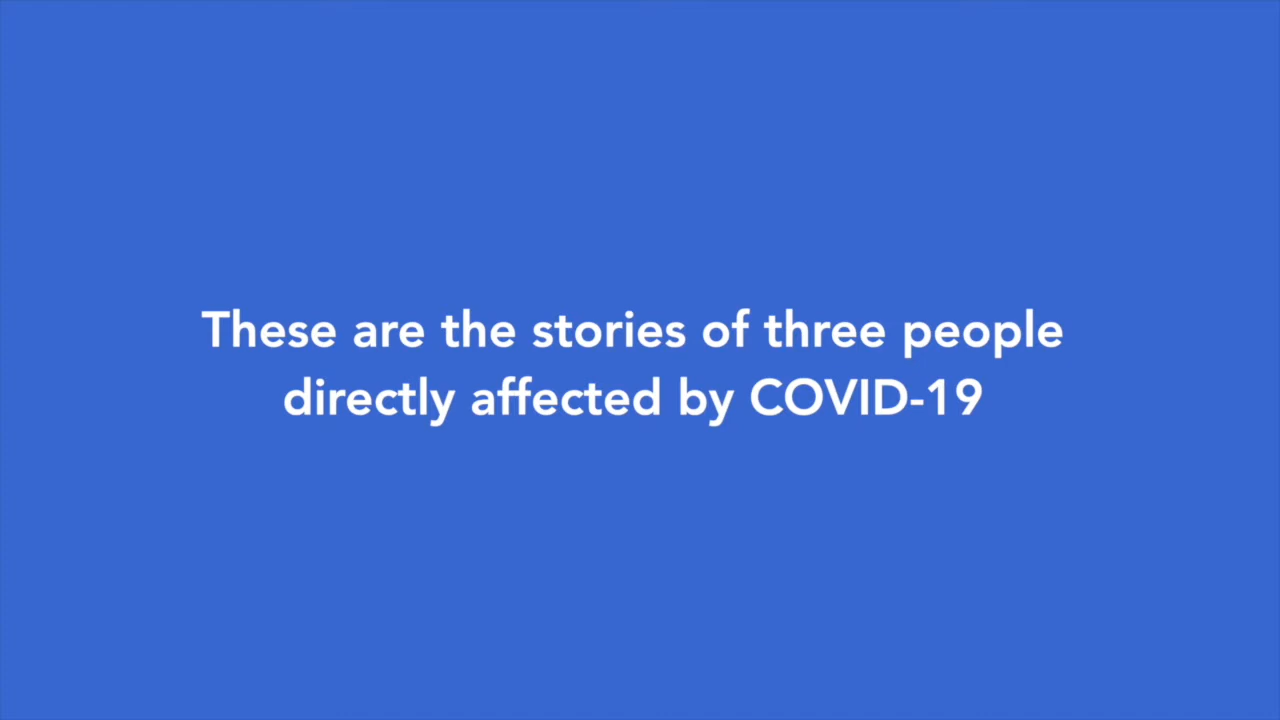 These are the stories of three people
directly affected by COVID-19